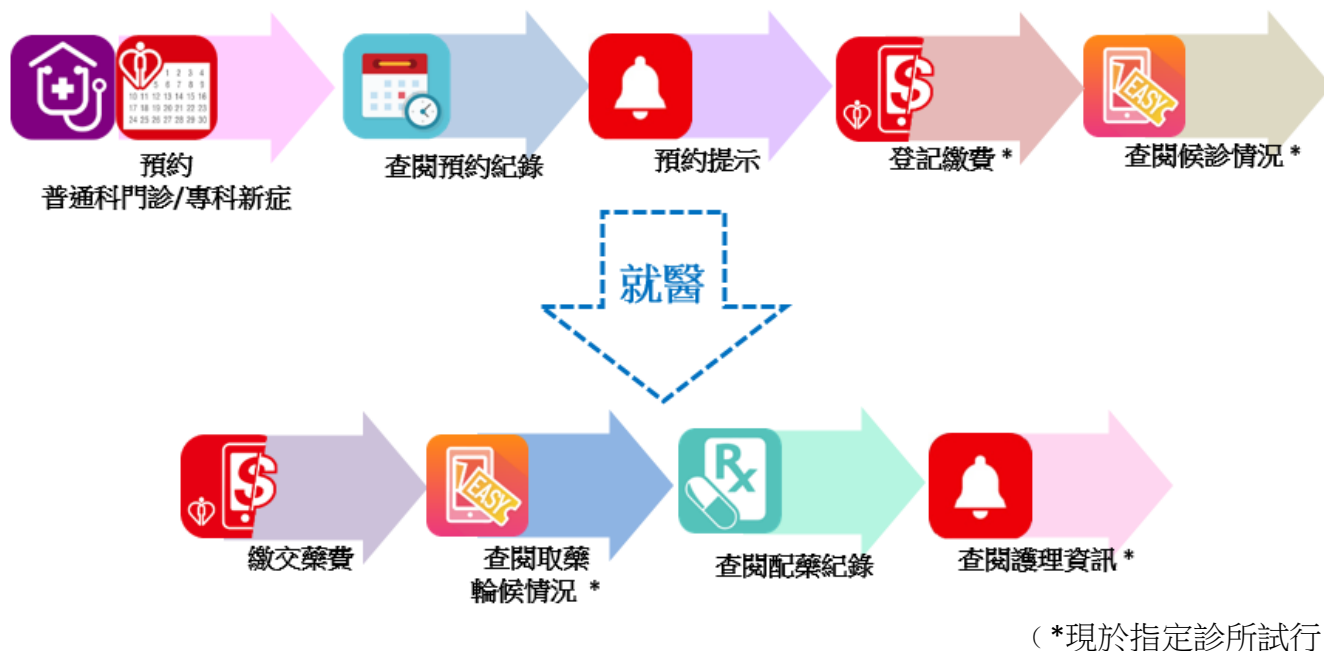 預約
普通科門診/專科新症
查閱預約紀錄
預約提示
登記繳費 *
查閱候診情況 *
就醫
EASY
繳交藥費
查閱取藥
輪候情況 *
EASY
Rx
查閱配藥紀錄
查閱護理資訊 *
（ *現於指定診所試行